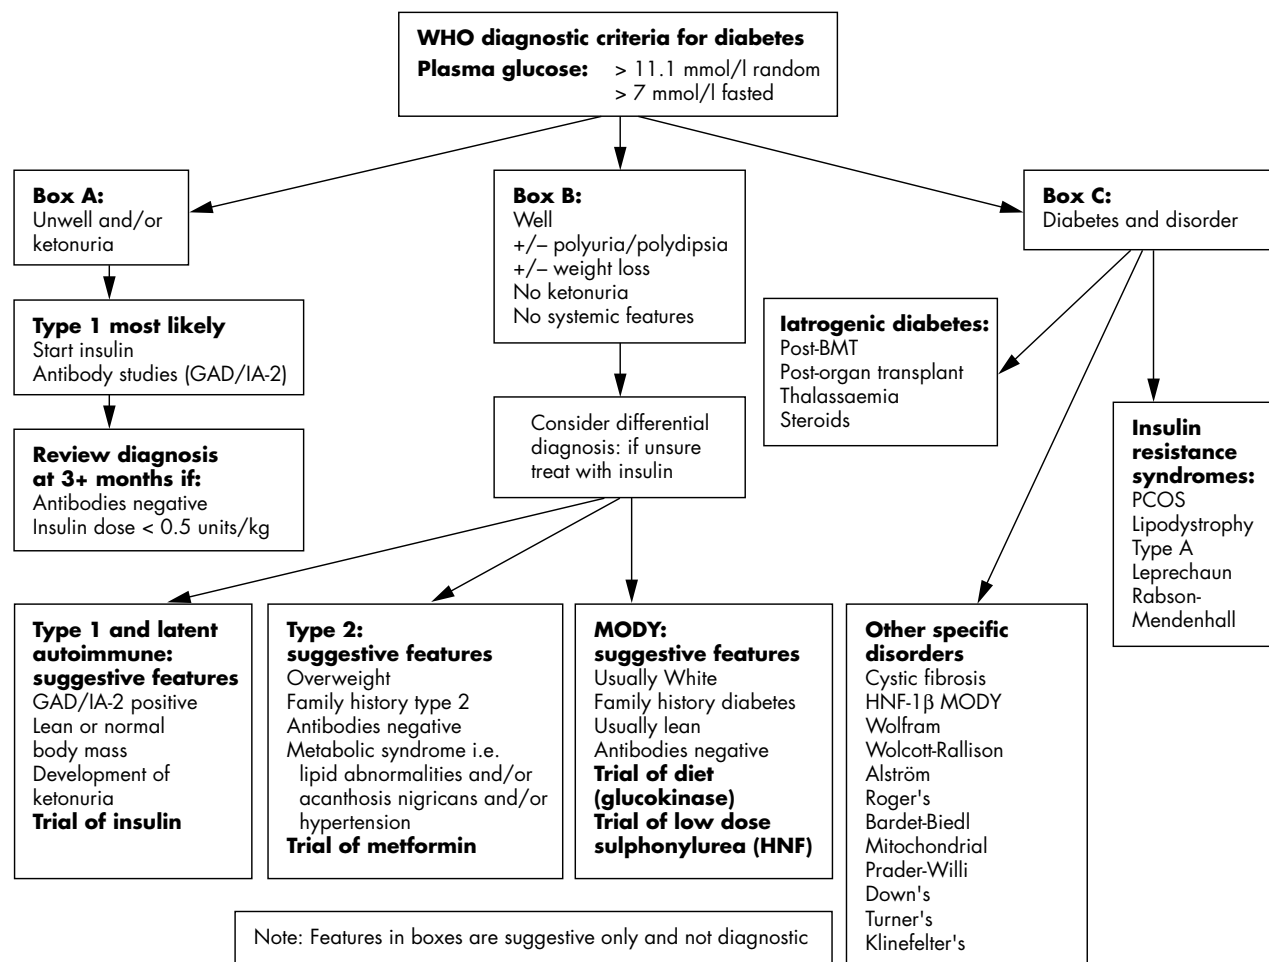 WHO diagnostic criteria for diabetes
Plasma glucose: > 11.1 mmol/l random
> 7 mmol/l fasted
Box A:
Unwell and/or
ketonuria
Type 1 most likely
Start insulin
Antibody studies (GAD/IA-2)
Review diagnosis
at 3+ months if:
Antibodies negative
Insulin dose < 0.5 units/kg
Box B:
Well
+/– polyuria/polydipsia
+/– weight loss
No ketonuria
No systemic features
Consider differential
diagnosis: if unsure
treat with insulin
Box C:
Diabetes and disorder
Iatrogenic diabetes:
Post-BMT
Post-organ transplant
Thalassaemia
Steroids
Insulin
resistance
syndromes:
PCOS
Lipodystrophy
Type A
Leprechaun
Rabson-
Mendenhall
Type 1 and latent
autoimmune:
suggestive features
GAD/IA-2 positive
Lean or normal
body mass
Development of
ketonuria
Trial of insulin
Type 2:
suggestive features
Overweight
Family history type 2
Antibodies negative
Metabolic syndrome i.e.
lipid abnormalities and/or
acanthosis nigricans and/or
hypertension
Trial of metformin
MODY:
suggestive features
Usually White
Family history diabetes
Usually lean
Antibodies negative
Trial of diet
(glucokinase)
Trial of low dose
sulphonylurea (HNF)
Other specific
disorders
Cystic fibrosis
HNF-1β MODY
Wolfram
Wolcott-Rallison
Alström
Roger's
Bardet-Biedl
Mitochondrial
Prader-Willi
Down's
Turner's
Klinefelter's
Note: Features in boxes are suggestive only and not diagnostic